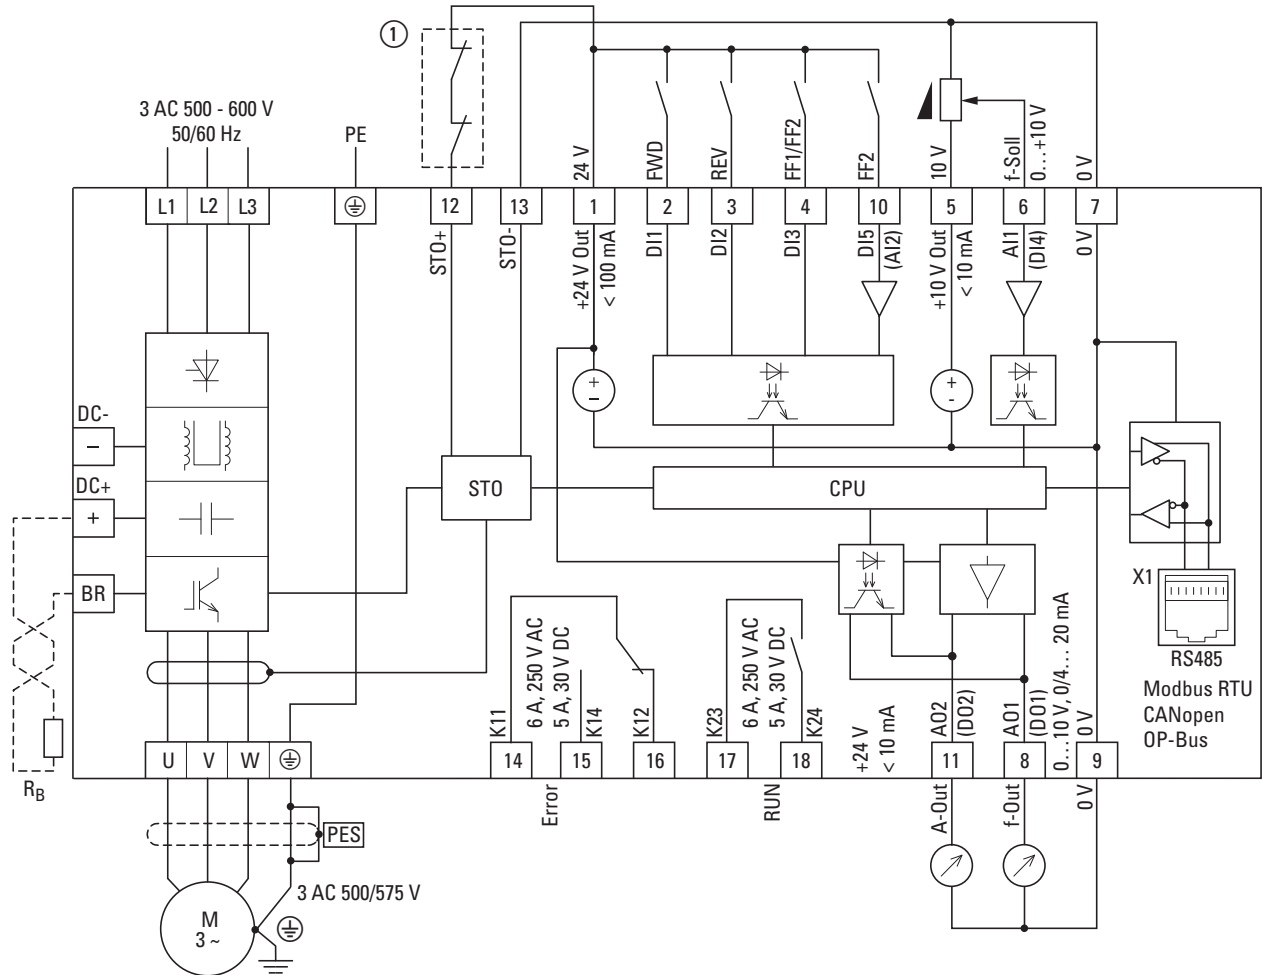 ①
3 AC 500 - 600 V
50/60 Hz
PE
24 V
FWD
REV
FF1/FF2
FF2
10 V
f-Soll
0…+10 V
0 V
L1
L2
L3
12
13
1
2
3
4
10
5
6
7
STO+
STO-
+24 V Out
< 100 mA
DI1
DI2
DI3
DI5
(AI2)
+10 V Out
< 10 mA
AI1
(DI4)
0 V
+
–
+
-
DC-
–
DC+
+
BR
STO
CPU
X1
RS485
Modbus RTU
CANopen
OP-Bus
K11
6 A, 250 V AC
5 A, 30 V DC
K14
K12
K23
6 A, 250 V AC
5 A, 30 V DC
K24
+24 V
< 10 mA
AO2
(DO2)
AO1
(DO1)
0…10 V, 0/4… 20 mA
0 V
U
V
W
14
15
16
17
18
11
8
9
RB
Error
RUN
A-Out
f-Out
0 V
PES
3 AC 500/575 V
M
3 ~